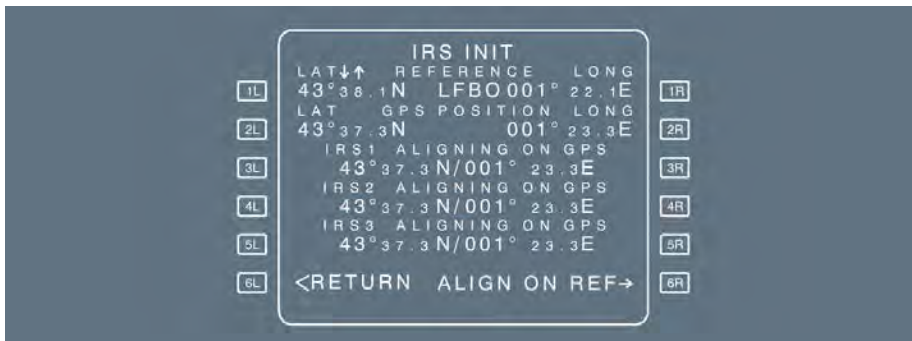 IRS INIT
LAT↓↑ REFERENCE LONG
1L 43°38.1N LFBO 001° 22.1E 1R
LAT GPS POSITION LONG
2L 43°37.3N 001° 23.3E 2R
IRS1 ALIGNING ON GPS
3L 43°37.3N/001° 23.3E 3R
IRS2 ALIGNING ON GPS
4L 43°37.3N/001° 23.3E 4R
IRS3 ALIGNING ON GPS
5L 43°37.3N/001° 23.3E 5R
6L <RETURN ALIGN ON REF→ 6R